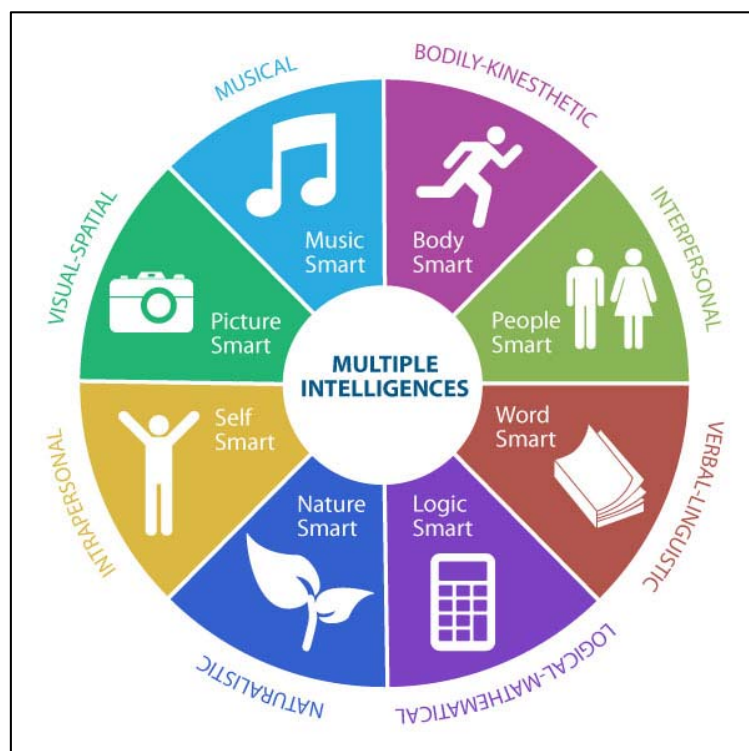 MUSICAL
BODILY-KINESTHETIC
VISUAL-SPATIAL
INTERPERSONAL
Music
Smart
Body
Smart
Picture
Smart
People
Smart
MULTIPLE
INTELLIGENCES
Self
Smart
Word
Smart
Nature
Smart
Logic
Smart
INTRAPERSONAL
VERBAL-LINGUISTIC
NATURALISTIC
LOGICAL-MATHEMATICAL